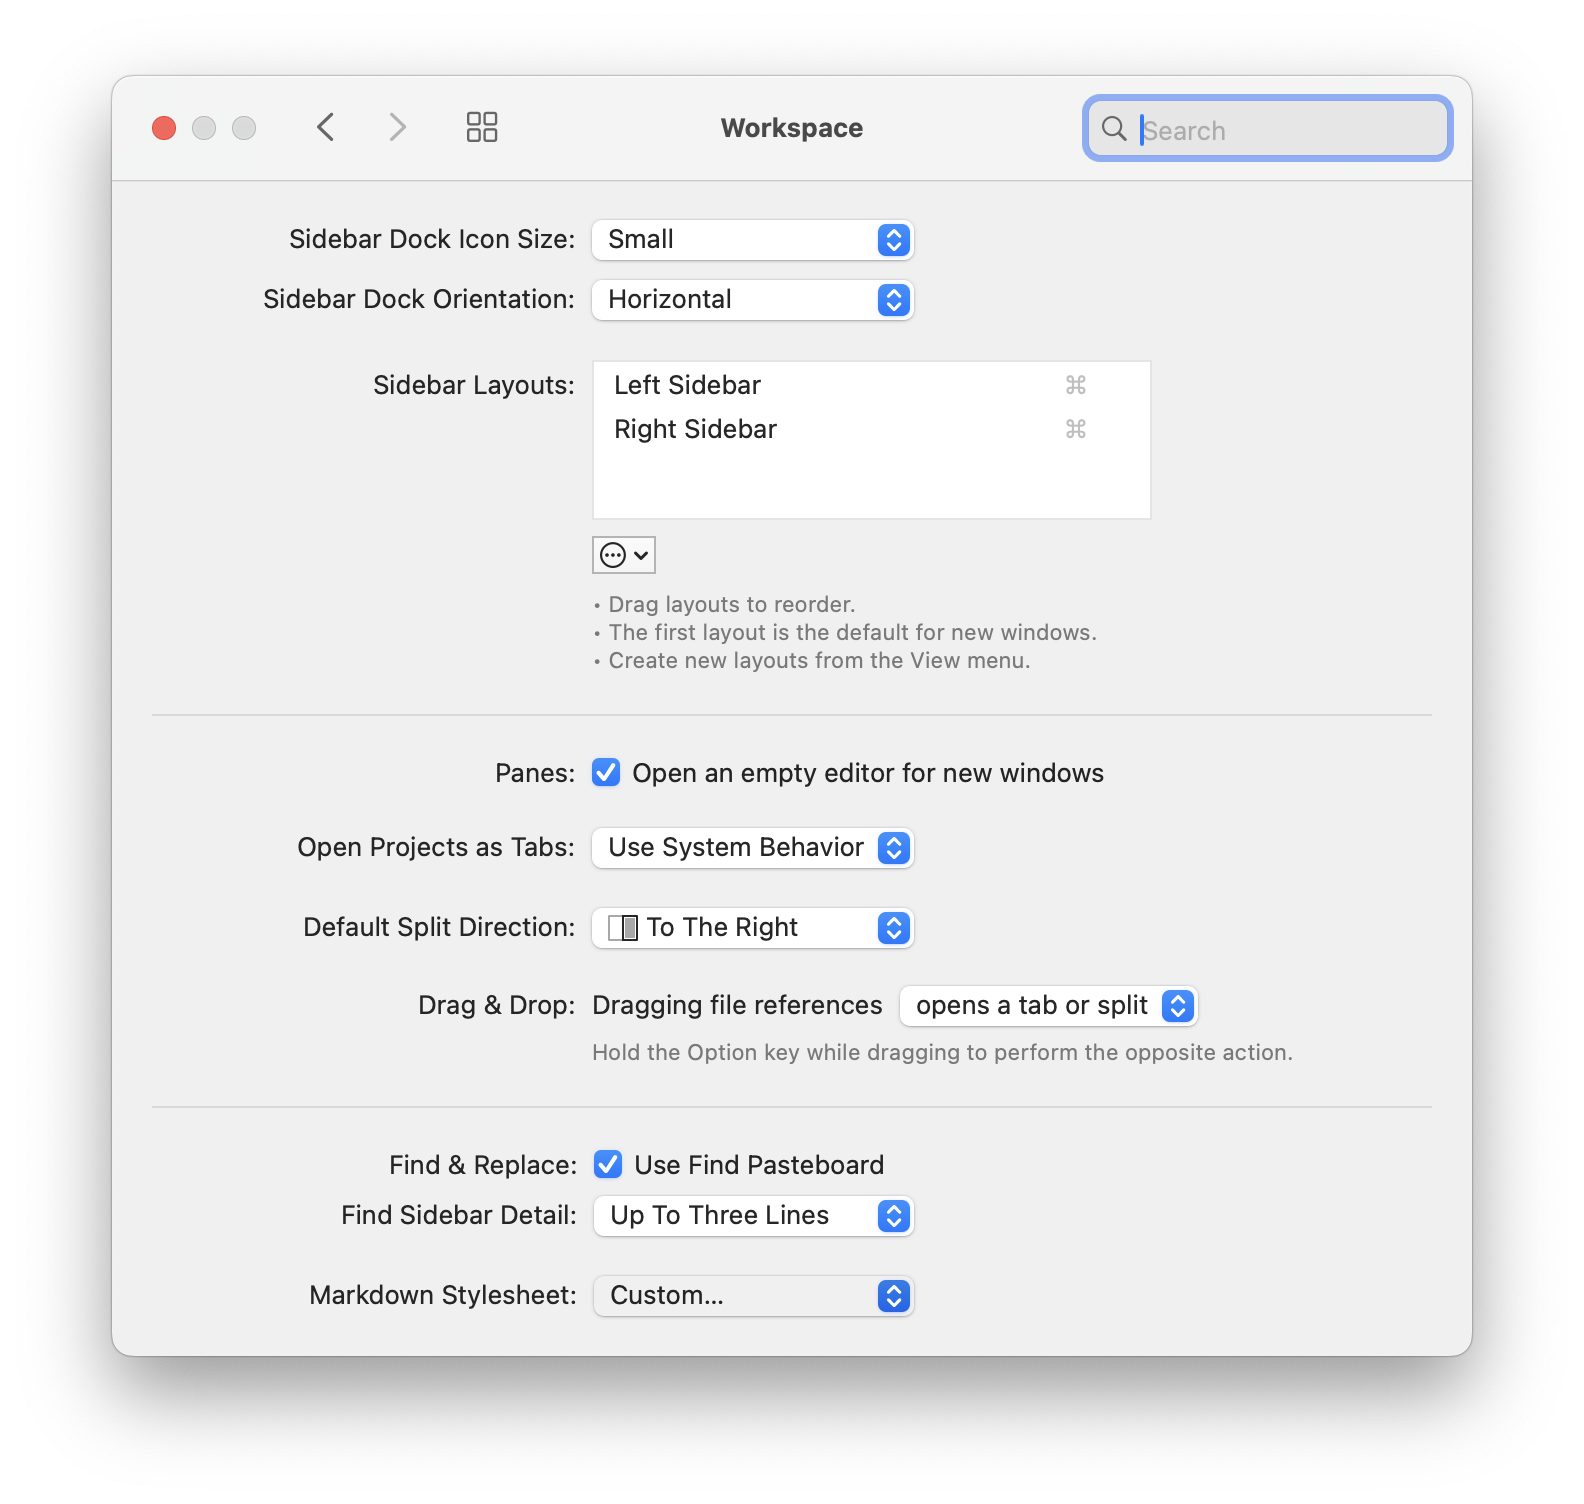 Workspace
Search
Sidebar Dock Icon Size: Small
Sidebar Dock Orientation: Horizontal
Sidebar Layouts: Left Sidebar ⌘
Right Sidebar ⌘
• Drag layouts to reorder.
• The first layout is the default for new windows.
• Create new layouts from the View menu.
Panes: Open an empty editor for new windows
Open Projects as Tabs: Use System Behavior
Default Split Direction: To The Right
Drag & Drop: Dragging file references opens a tab or split
Hold the Option key while dragging to perform the opposite action.
Find & Replace: Use Find Pasteboard
Find Sidebar Detail: Up To Three Lines
Markdown Stylesheet: Custom...